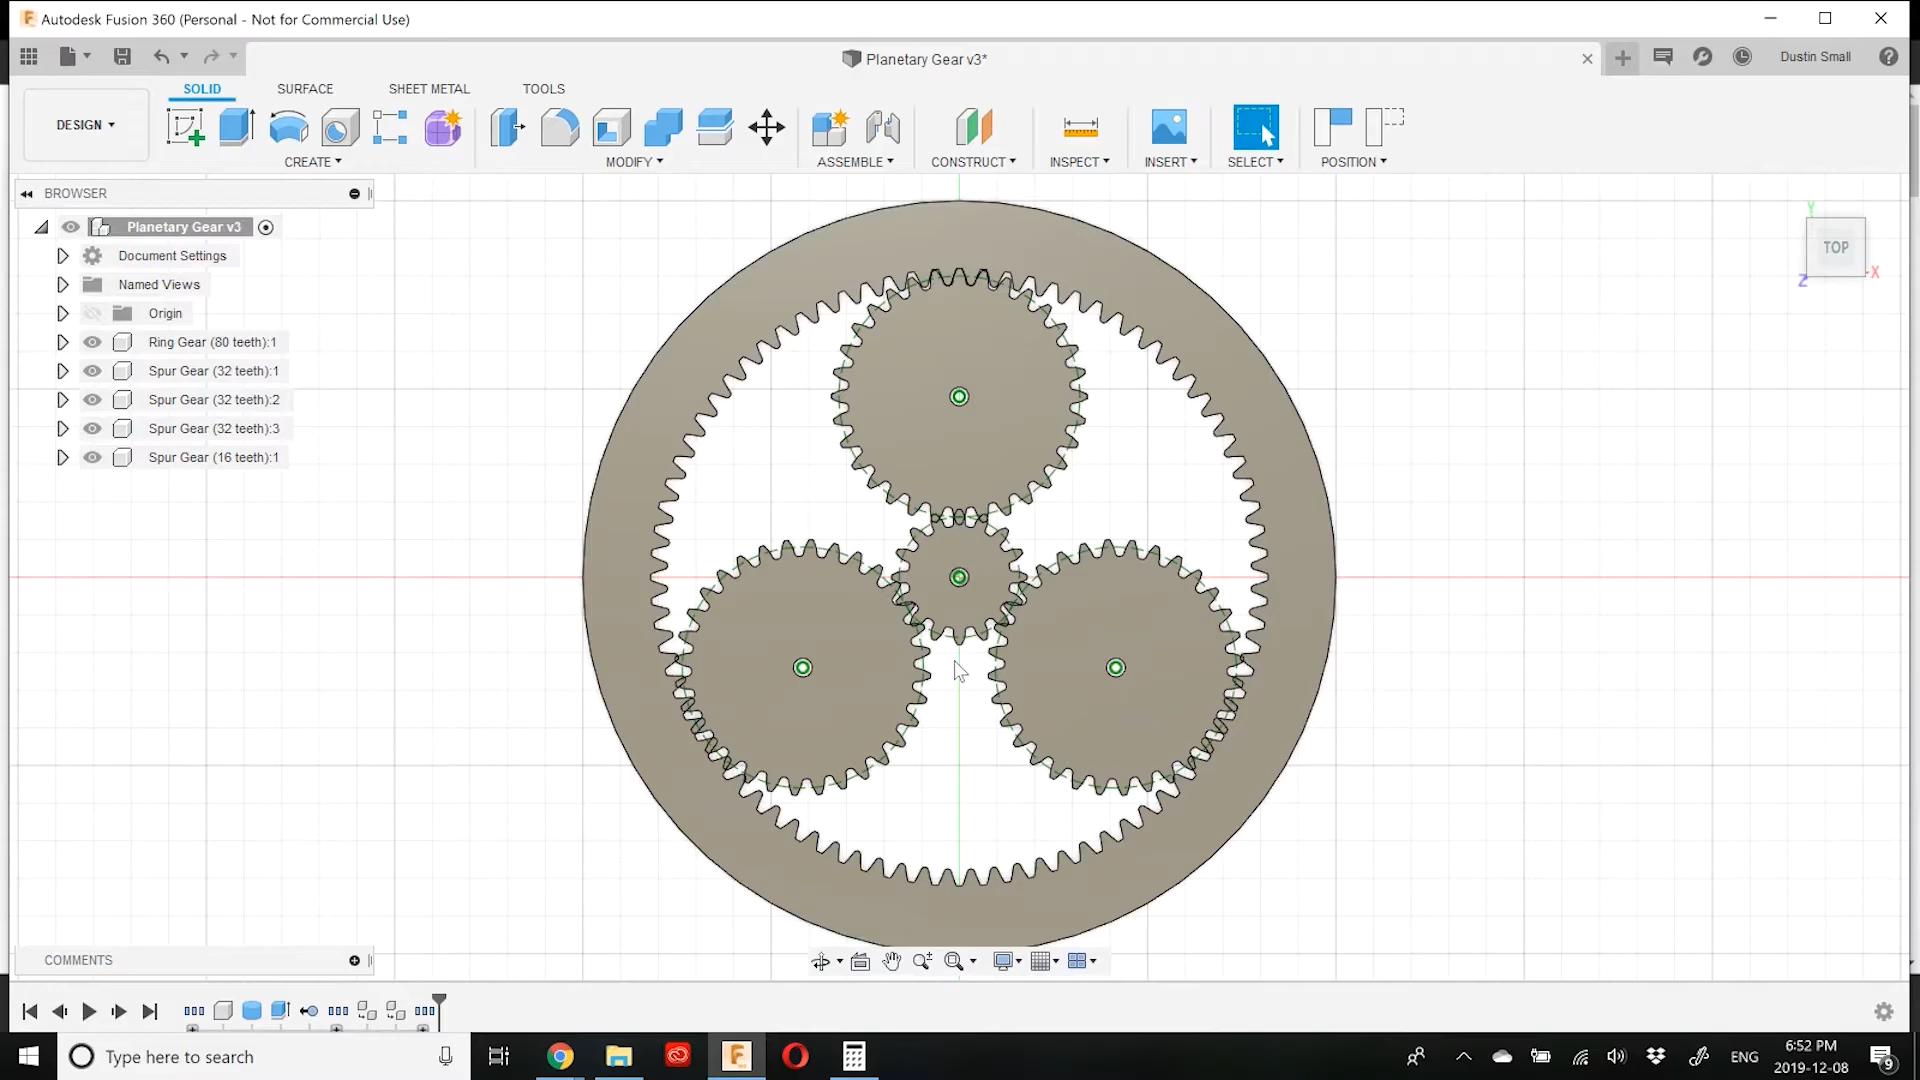 Autodesk Fusion 360 (Personal - Not for Commercial Use)
Planetary Gear v3*
Dustin Small
SOLID SURFACE SHEET METAL TOOLS
DESIGN
CREATE MODIFY ASSEMBLE CONSTRUCT INSPECT INSERT SELECT POSITION
BROWSER
Planetary Gear v3
Document Settings
Named Views
Origin
Ring Gear (80 teeth):1
Spur Gear (32 teeth):1
Spur Gear (32 teeth):2
Spur Gear (32 teeth):3
Spur Gear (16 teeth):1
Y
TOP
X
Z
COMMENTS
Type here to search
ENG
6:52 PM
2019-12-08
9